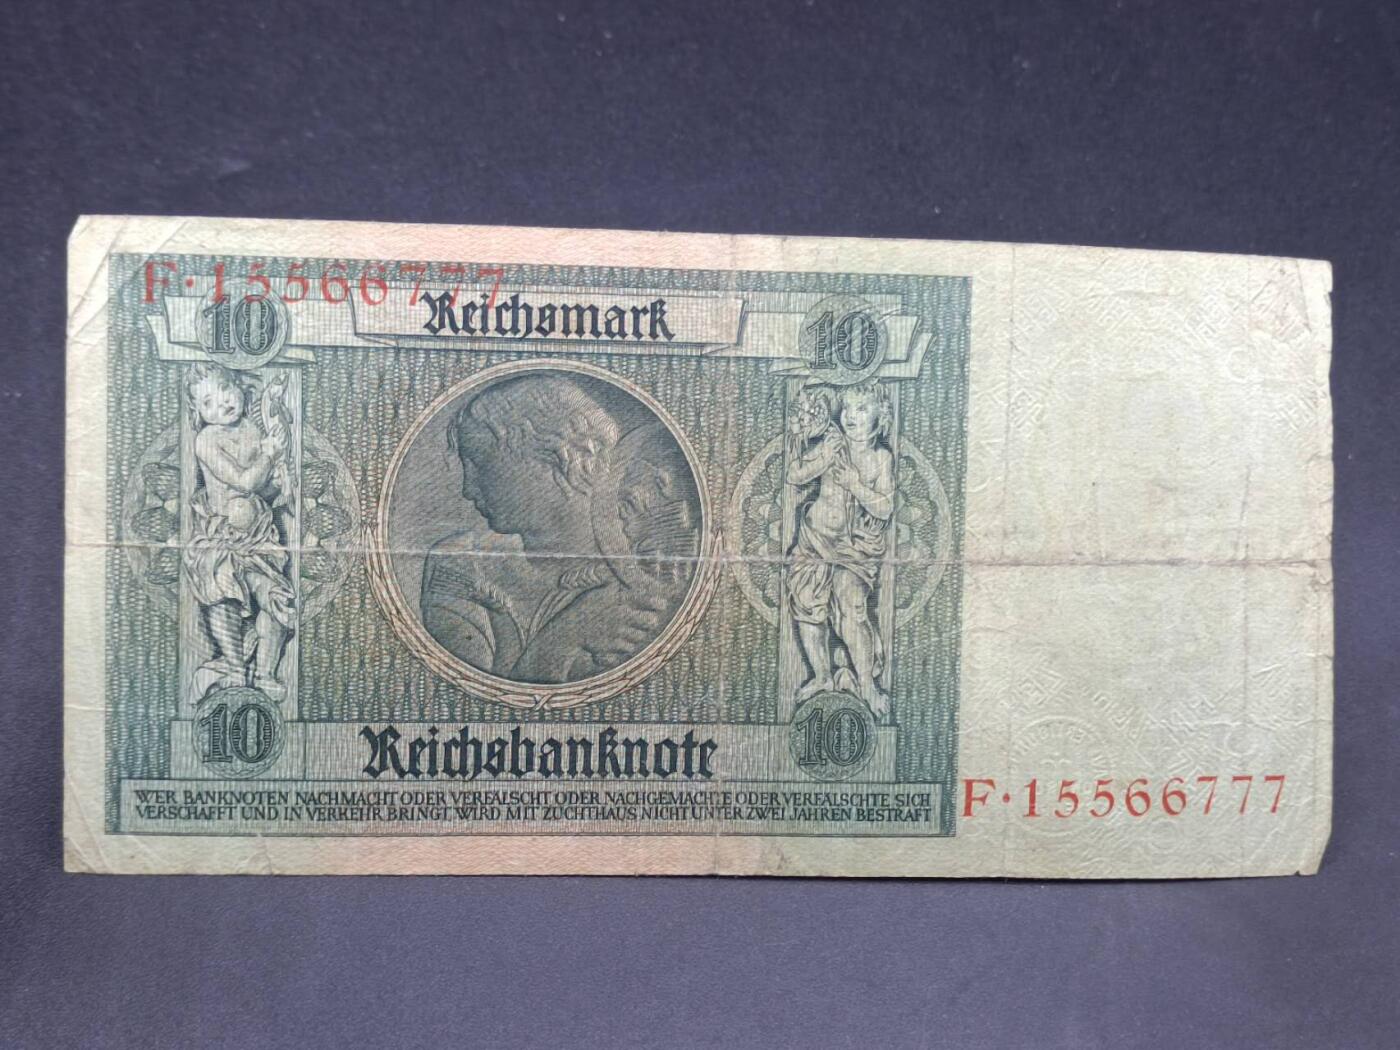 F·15566777
10 Reichsmark 10
10 Reichsbanknote 10
WER BANKNOTEN NACHMACHT ODER VERFÄLSCHT ODER NACHGEMACHTE ODER VERFÄLSCHTE SICH
VERSCHAFFT UND IN VERKEHR BRINGT, WIRD MIT ZUCHTHAUS NICHT UNTER ZWEI JAHREN BESTRAFT
F·15566777